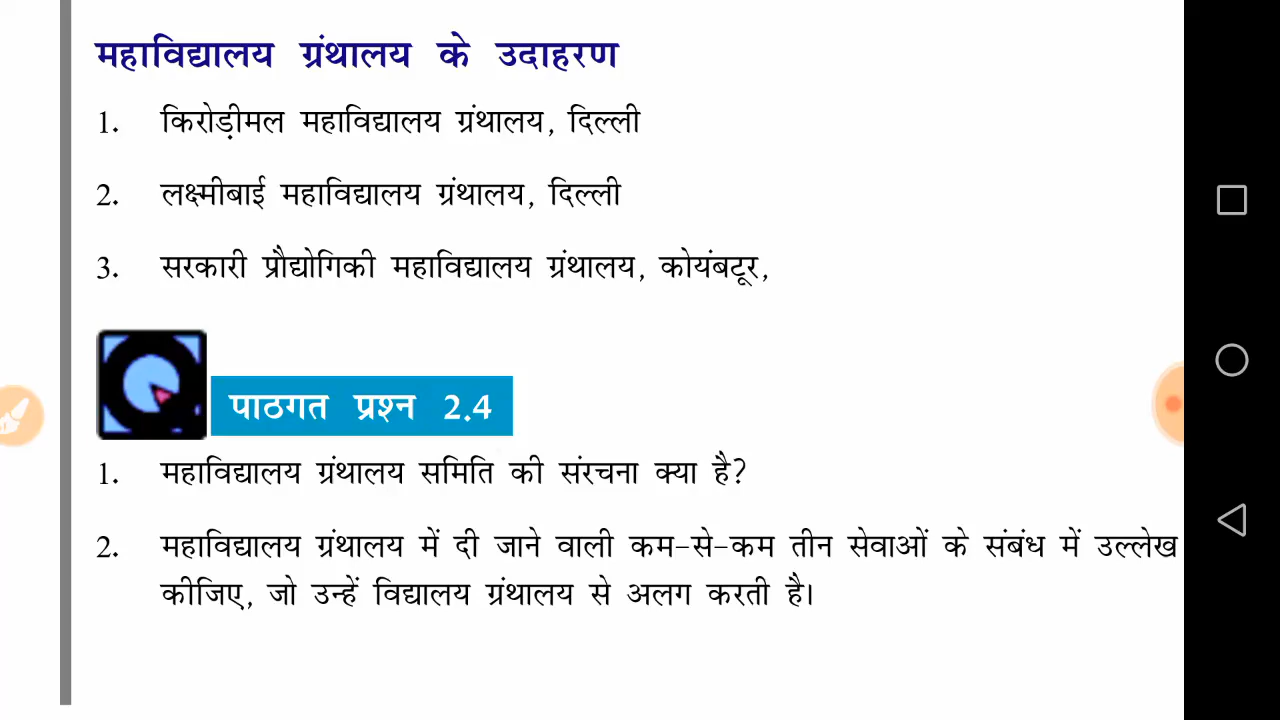 महाविद्यालय ग्रंथालय के उदाहरण
1. किरोड़ीमल महाविद्यालय ग्रंथालय, दिल्ली
2. लक्ष्मीबाई महाविद्यालय ग्रंथालय, दिल्ली
3. सरकारी प्रौद्योगिकी महाविद्यालय ग्रंथालय, कोयंबटूर,
पाठगत प्रश्न 2.4
1. महाविद्यालय ग्रंथालय समिति की संरचना क्या है?
2. महाविद्यालय ग्रंथालय में दी जाने वाली कम-से-कम तीन सेवाओं के संबंध में उल्लेख
कीजिए, जो उन्हें विद्यालय ग्रंथालय से अलग करती है।